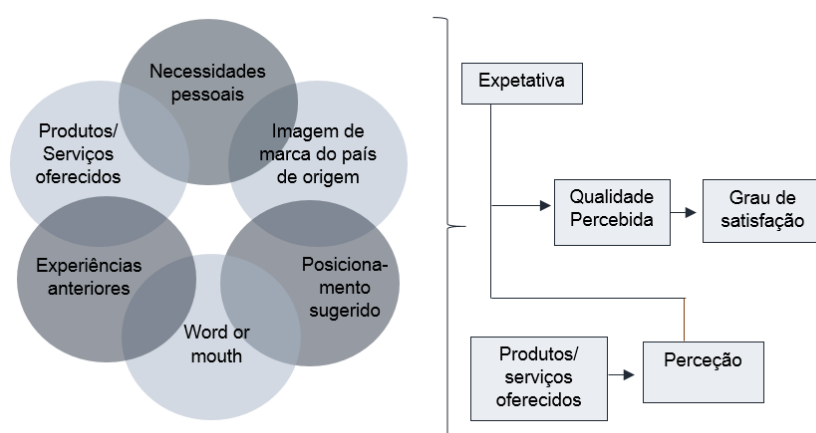 Necessidades
pessoais
Produtos/
Serviços
oferecidos
Imagem de
marca do país
de origem
Experiências
anteriores
Posiciona-
mento
sugerido
Word or
mouth
Expetativa
Qualidade
Percebida
Grau de
satisfação
Produtos/
serviços
oferecidos
Perceção